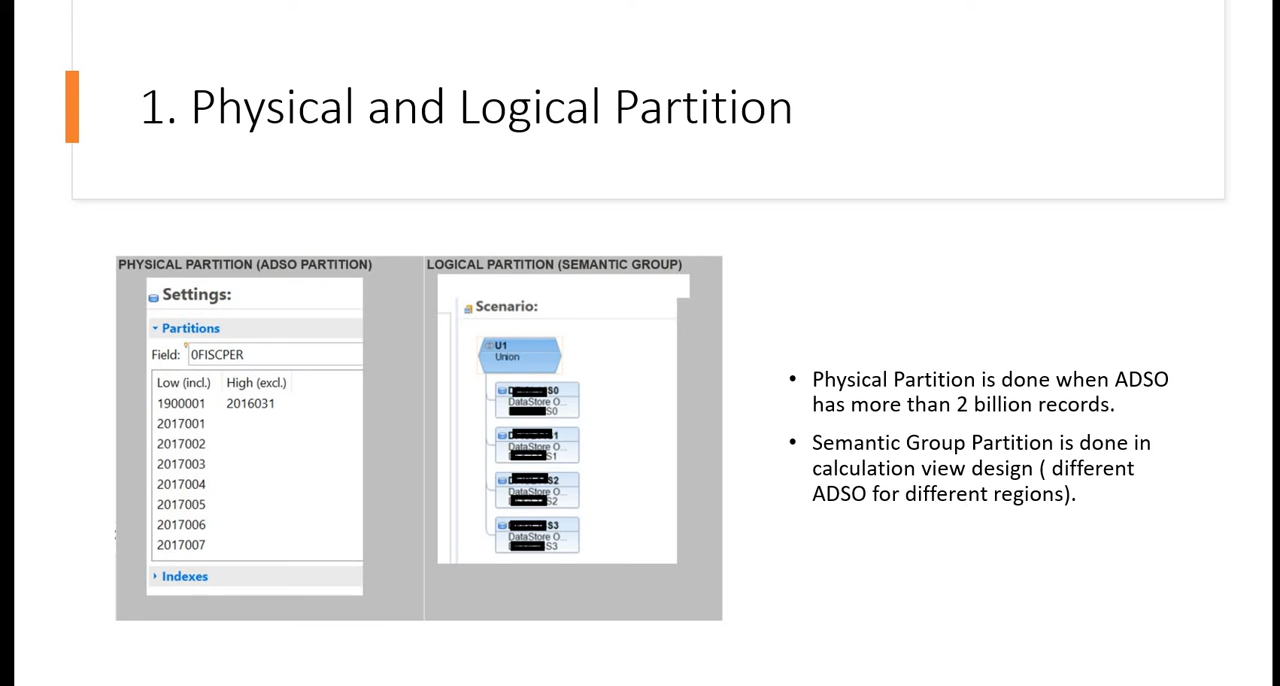 1. Physical and Logical Partition
PHYSICAL PARTITION (ADSO PARTITION)
Settings:
Partitions
Field: 0FISCPER
Low (incl.) High (excl.)
1900001 2016031
2017001
2017002
2017003
2017004
2017005
2017006
2017007
Indexes
LOGICAL PARTITION (SEMANTIC GROUP)
Scenario:
U1
Union
S0
DataStore O...
S0
1
DataStore O...
S1
S2
DataStore O...
S2
S3
DataStore O...
S3
• Physical Partition is done when ADSO
has more than 2 billion records.
• Semantic Group Partition is done in
calculation view design ( different
ADSO for different regions).